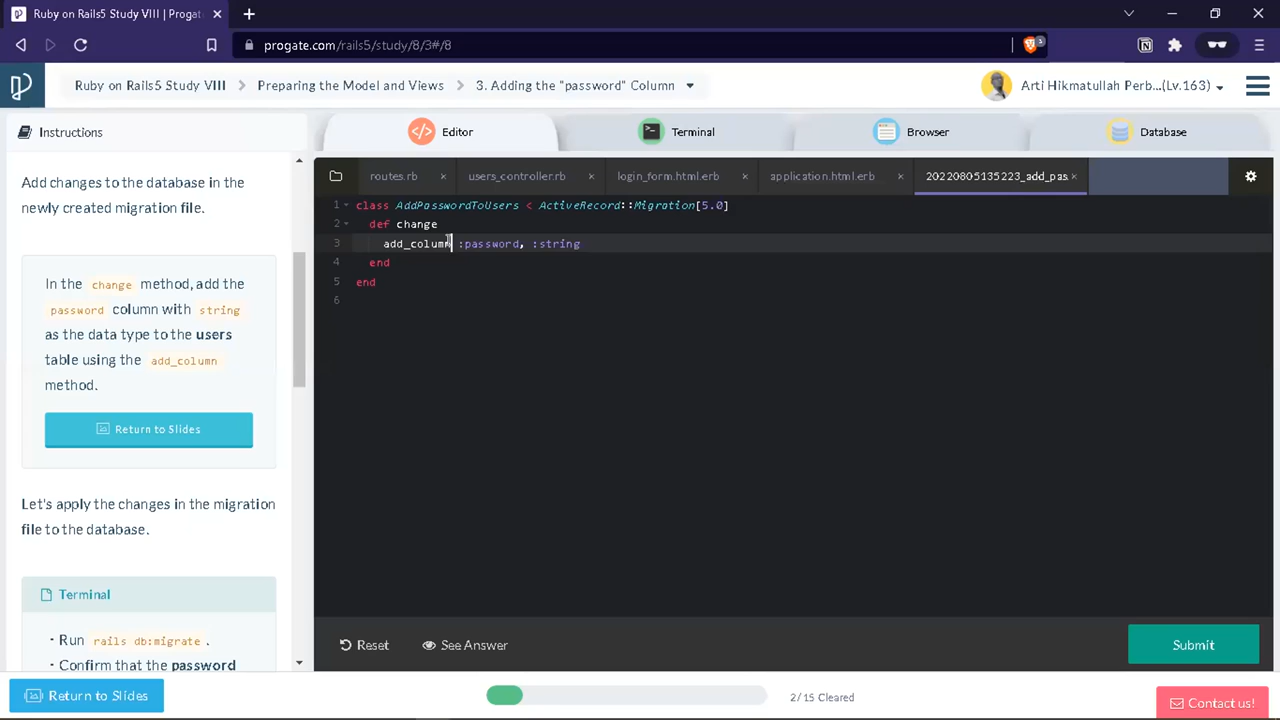 Ruby on Rails5 Study VIII | Progat
progate.com/rails5/study/8/3#/8
3
Ruby on Rails5 Study VIII
Preparing the Model and Views
3. Adding the "password" Column
Arti Hikmatullah Perb...(Lv.163)
Instructions
Editor
Terminal
Browser
Database
Add changes to the database in the
newly created migration file.
In the change method, add the
password column with string
as the data type to the users
table using the add_column
method.
Return to Slides
Let's apply the changes in the migration
file to the database.
Terminal
· Run rails db:migrate .
· Confirm that the password
routes.rb
users_controller.rb
login_form.html.erb
application.html.erb
20220805135223_add_pas
1 class AddPasswordToUsers < ActiveRecord::Migration[5.0]
2 def change
3 add_column :password, :string
4 end
5 end
6
Reset
See Answer
Submit
Return to Slides
2/15 Cleared
Contact us!